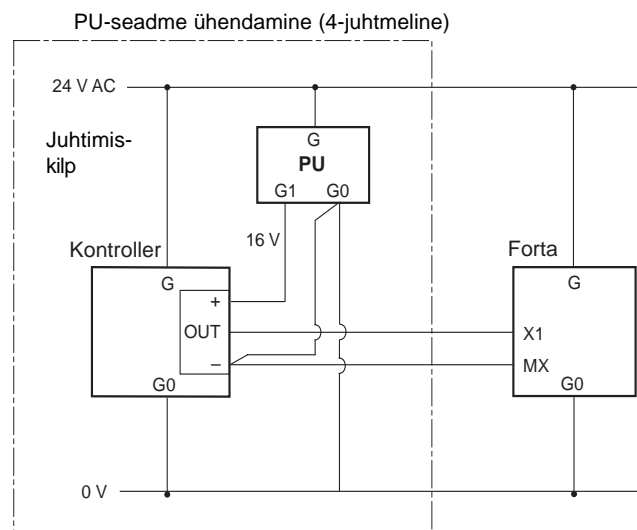 PU-seadme ühendamine (4-juhtmeline)
24 V AC
Juhtimis-
kilp
G
PU
G1 G0
16 V
Kontroller
Forta
G
+
OUT
–
G0
G
X1
MX
G0
0 V